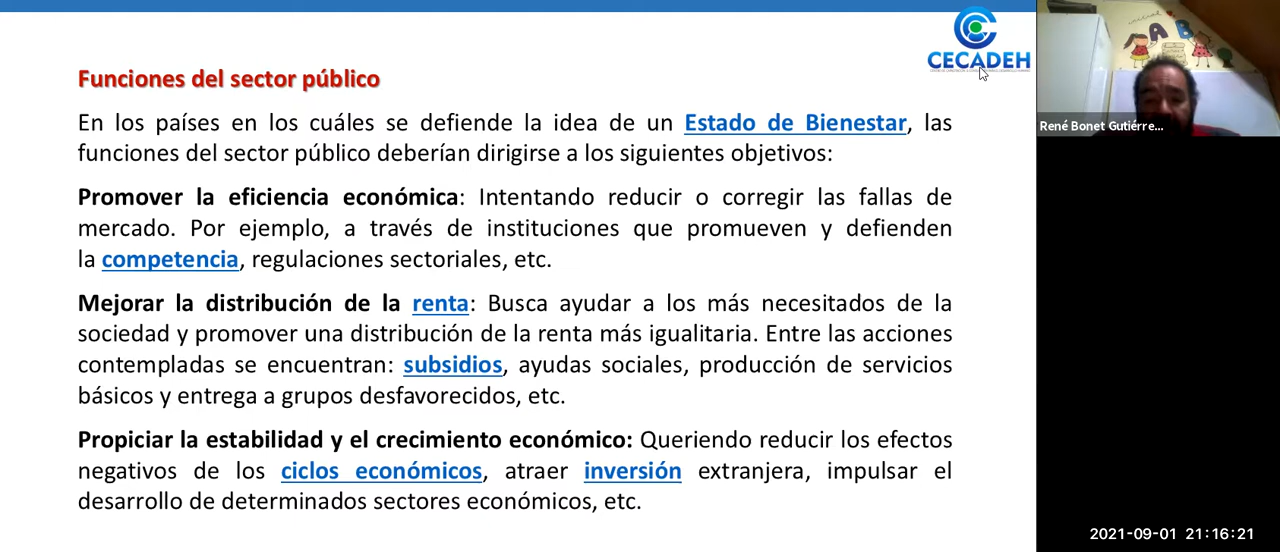 CECADEH
Funciones del sector público
En los países en los cuáles se defiende la idea de un Estado de Bienestar, las
funciones del sector público deberían dirigirse a los siguientes objetivos:
Promover la eficiencia económica: Intentando reducir o corregir las fallas de
mercado. Por ejemplo, a través de instituciones que promueven y defienden
la competencia, regulaciones sectoriales, etc.
Mejorar la distribución de la renta: Busca ayudar a los más necesitados de la
sociedad y promover una distribución de la renta más igualitaria. Entre las acciones
contempladas se encuentran: subsidios, ayudas sociales, producción de servicios
básicos y entrega a grupos desfavorecidos, etc.
Propiciar la estabilidad y el crecimiento económico: Queriendo reducir los efectos
negativos de los ciclos económicos, atraer inversión extranjera, impulsar el
desarrollo de determinados sectores económicos, etc.
A B
René Bonet Gutiérre...
2021-09-01 21:16:21